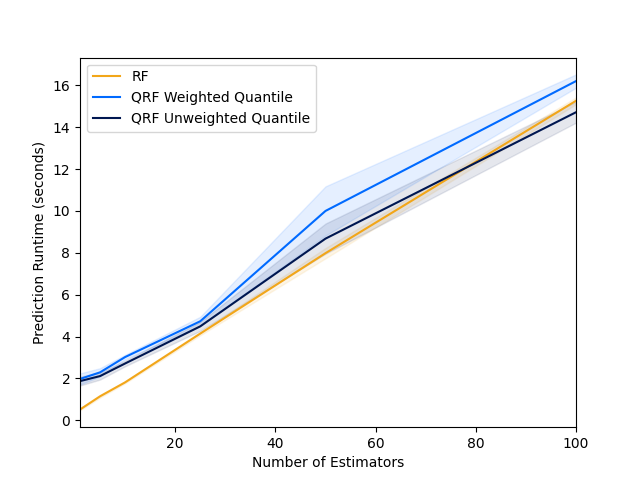 RF
QRF Weighted Quantile
QRF Unweighted Quantile
Prediction Runtime (seconds)
16
14
12
10
8
6
4
2
0
20
40
60
80
100
Number of Estimators